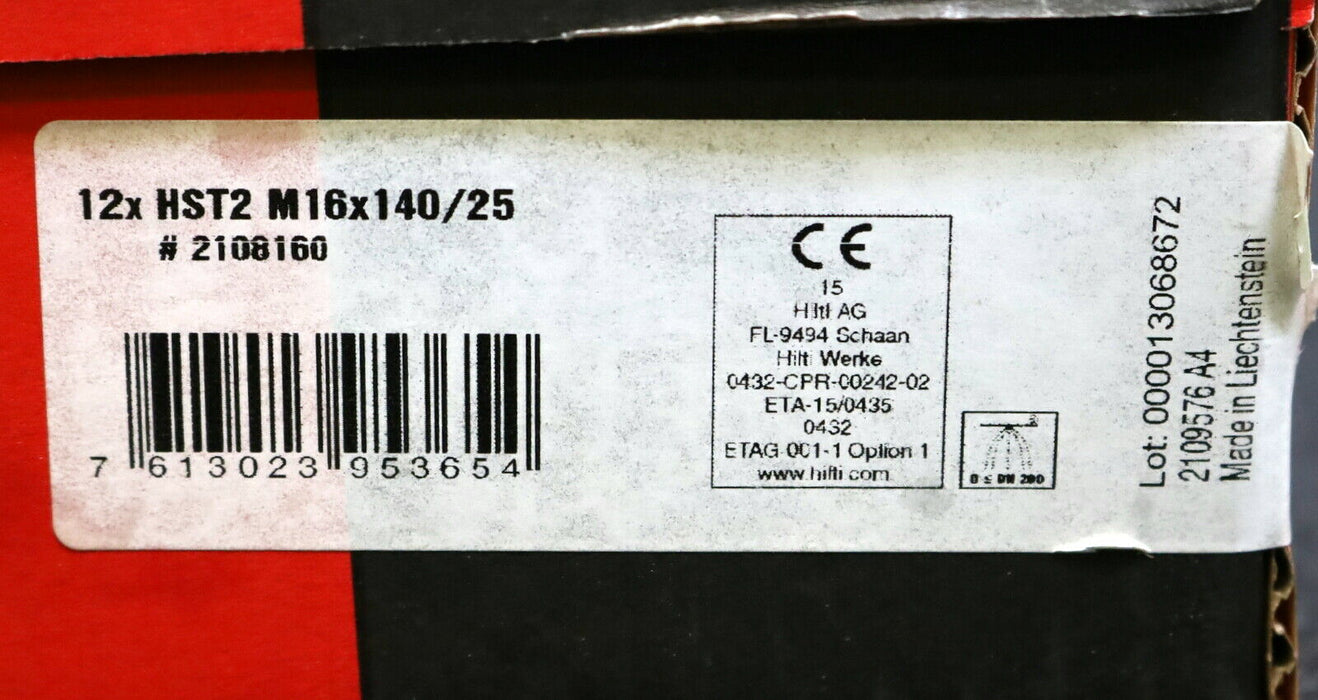 12x HST2 M16x140/25
# 2108160
7 613023 953654
CE
15
Hilti AG
FL-9494 Schaan
Hilti Werke
0432-CPR-00242-02
ETA-15/0435
0432
ETAG 001-1 Option 1
www.hilti.com
D ≤ DN 200
Lot: 000013068672
2109576 A4
Made in Liechtenstein